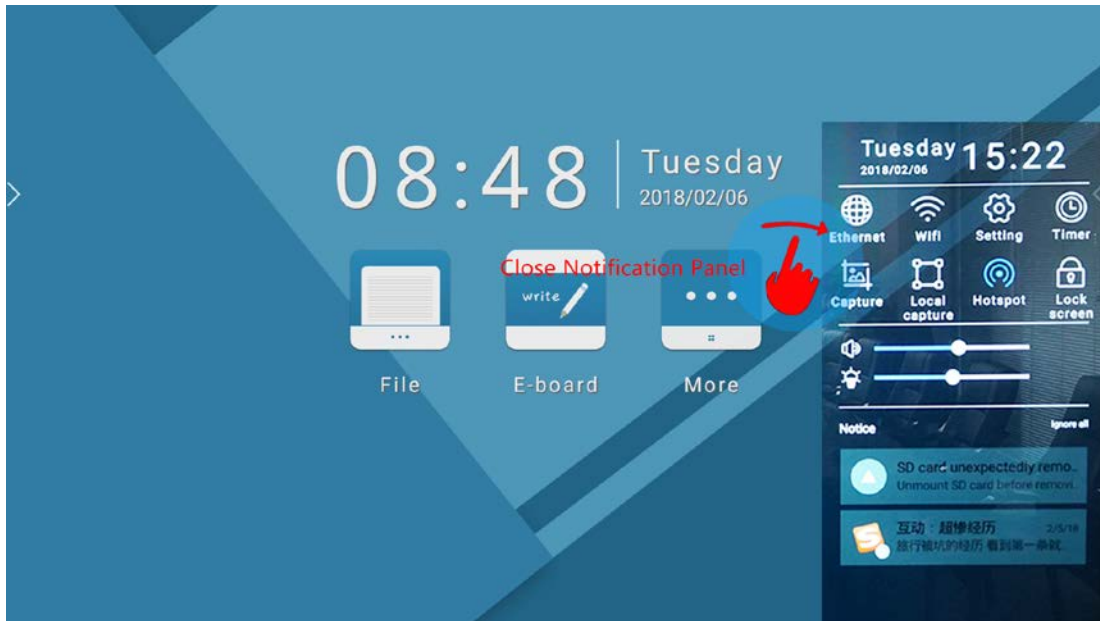 08:48
Tuesday
2018/02/06
Close Notification Panel
write
File
E-board
More
Tuesday 15:22
2018/02/06
Ethernet
Wifi
Setting
Timer
Capture
Local
capture
Hotspot
Lock
screen
Notice
Ignore all
SD card unexpectedly remo..
Unmount SD card before removi..
互动：超惨经历
2/5/18
旅行被坑的经历 看到第一条就..